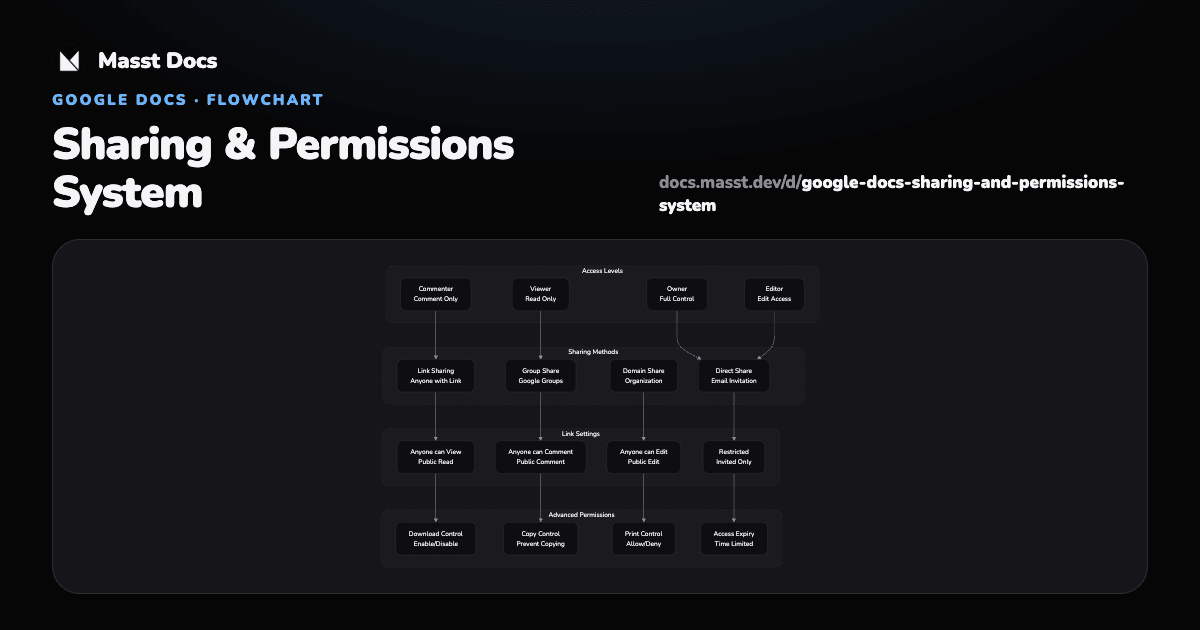 Masst Docs
GOOGLE DOCS · FLOWCHART
Sharing & Permissions
System
docs.masst.dev/d/google-docs-sharing-and-permissions-
system
Access Levels
Commenter
Comment Only
Viewer
Read Only
Owner
Full Control
Editor
Edit Access
Sharing Methods
Link Sharing
Anyone with Link
Group Share
Google Groups
Domain Share
Organization
Direct Share
Email Invitation
Link Settings
Anyone can View
Public Read
Anyone can Comment
Public Comment
Anyone can Edit
Public Edit
Restricted
Invited Only
Advanced Permissions
Download Control
Enable/Disable
Copy Control
Prevent Copying
Print Control
Allow/Deny
Access Expiry
Time Limited